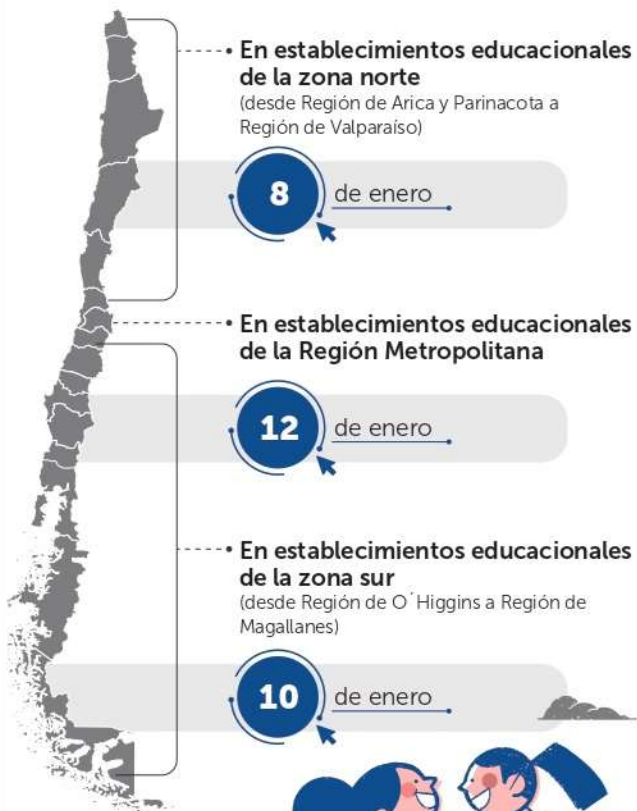 En establecimientos educacionales
de la zona norte
(desde Región de Arica y Parinacota a
Región de Valparaíso)
8 de enero
En establecimientos educacionales
de la Región Metropolitana
12 de enero
En establecimientos educacionales
de la zona sur
(desde Región de O´Higgins a Región de
Magallanes)
10 de enero